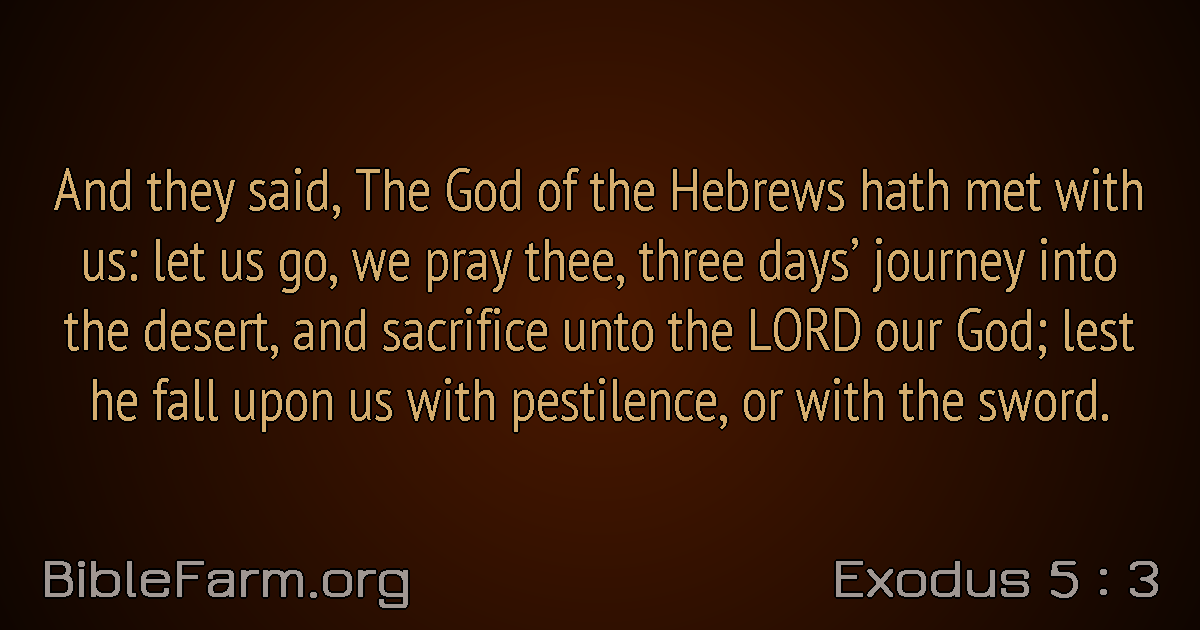 And they said, The God of the Hebrews hath met with
us: let us go, we pray thee, three days’ journey into
the desert, and sacrifice unto the LORD our God; lest
he fall upon us with pestilence, or with the sword.
BibleFarm.org
Exodus 5 : 3